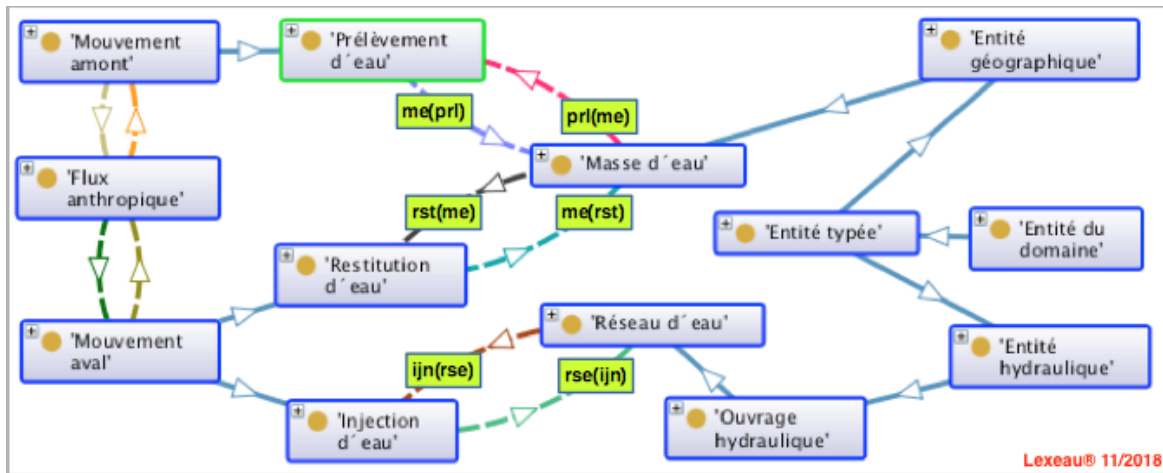 'Mouvement
amont'
'Prélèvement
d´eau'
'Entité
géographique'
me(prl)
prl(me)
'Masse d´eau'
'Flux
anthropique'
rst(me)
me(rst)
'Entité typée'
'Entité du
domaine'
'Restitution
d´eau'
'Mouvement
aval'
'Réseau d´eau'
'Entité
hydraulique'
ijn(rse)
rse(ijn)
'Injection
d´eau'
'Ouvrage
hydraulique'
Lexeau® 11/2018